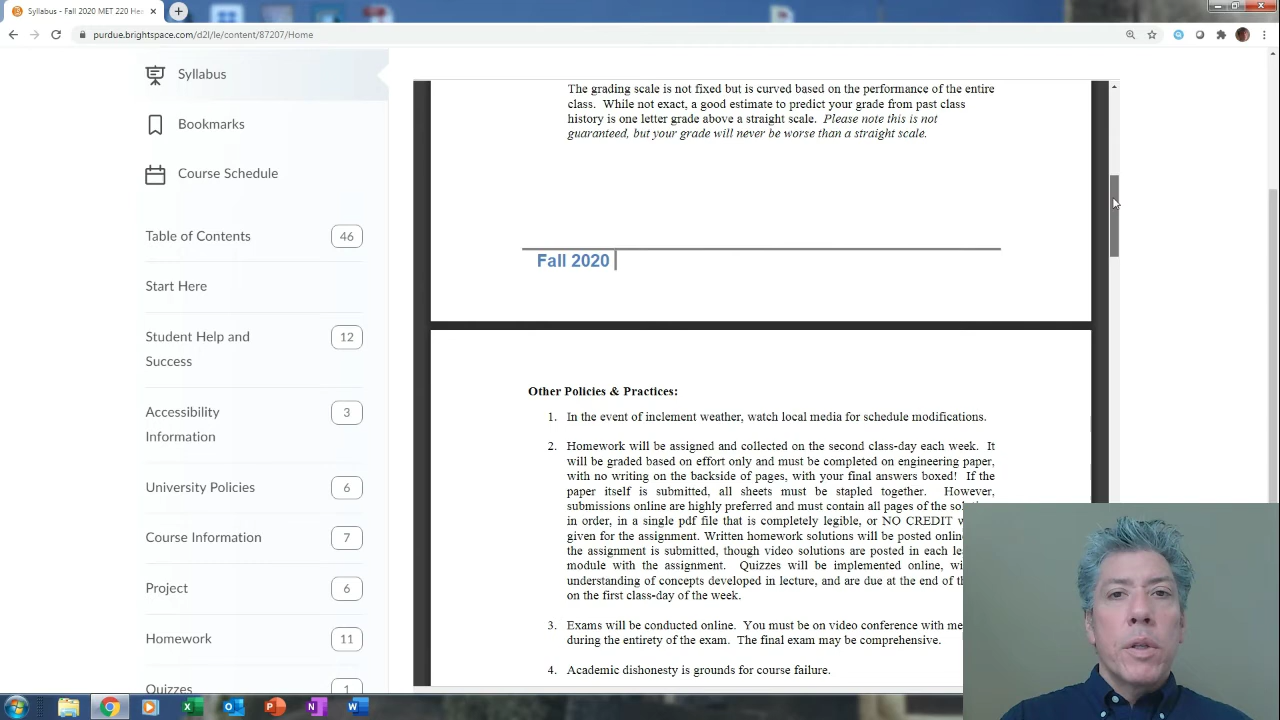 Syllabus - Fall 2020 MET 220 Hea
purdue.brightspace.com/d2l/le/content/87207/Home
Syllabus
Bookmarks
Course Schedule
Table of Contents 46
Start Here
Student Help and 12
Success
Accessibility 3
Information
University Policies 6
Course Information 7
Project 6
Homework 11
Quizzes 1
The grading scale is not fixed but is curved based on the performance of the entire
class. While not exact, a good estimate to predict your grade from past class
history is one letter grade above a straight scale. Please note this is not
guaranteed, but your grade will never be worse than a straight scale.
Fall 2020
Other Policies & Practices:
1. In the event of inclement weather, watch local media for schedule modifications.
2. Homework will be assigned and collected on the second class-day each week. It
will be graded based on effort only and must be completed on engineering paper,
with no writing on the backside of pages, with your final answers boxed! If the
paper itself is submitted, all sheets must be stapled together. However,
submissions online are highly preferred and must contain all pages of the
in order, in a single pdf file that is completely legible, or NO CREDIT
given for the assignment. Written homework solutions will be posted
the assignment is submitted, though video solutions are posted in each
module with the assignment. Quizzes will be implemented online,
understanding of concepts developed in lecture, and are due at the end of
on the first class-day of the week.
3. Exams will be conducted online. You must be on video conference with
during the entirety of the exam. The final exam may be comprehensive.
4. Academic dishonesty is grounds for course failure.